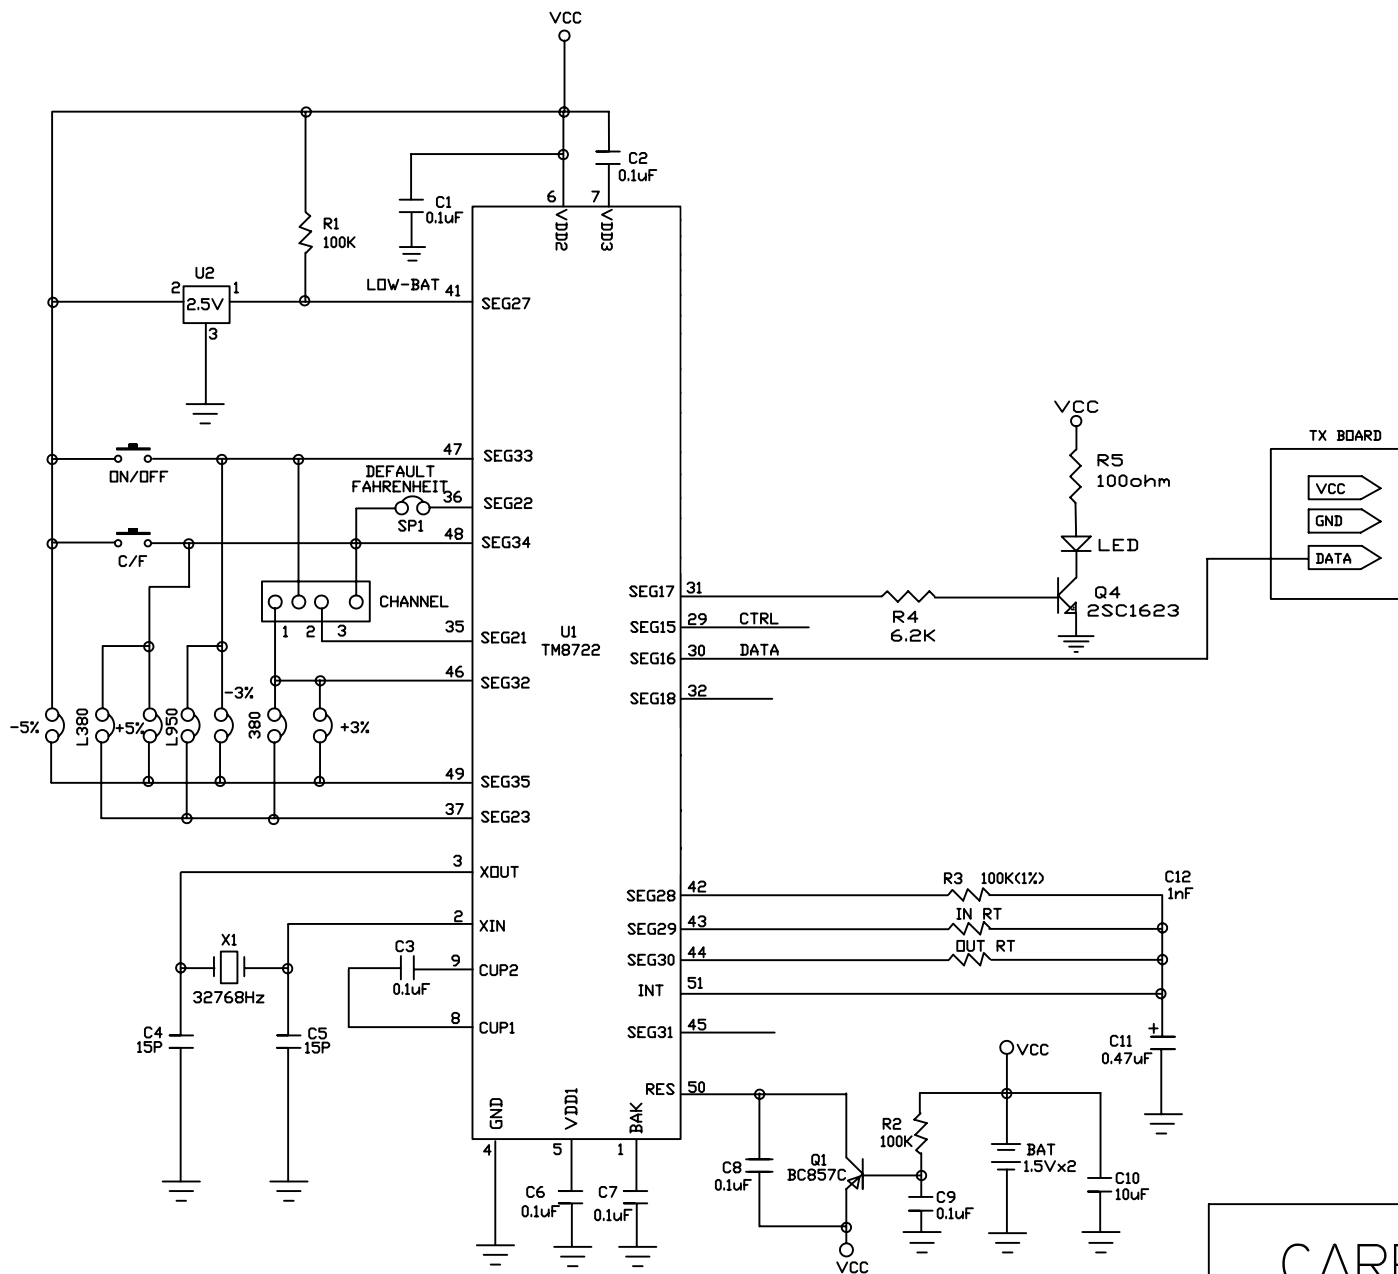 VCC
C2
0.1uF
6
7
C1
0.1uF
VDD2
VDD3
R1
100K
U2
LOW-BAT
41
2
1
2.5V
SEG27
3
VCC
TX BOARD
47
SEG33
DEFAULT
FAHRENHEIT
ON/OFF
R5
100ohm
VCC
36
SEG22
SP1
GND
48
SEG34
C/F
LED
DATA
CHANNEL
SEG17
31
Q4
2SC1623
1
2
3
35
SEG21
U1
TM8722
SEG15
29
CTRL
R4
6.2K
SEG16
30
DATA
46
SEG32
SEG18
32
-3%
-5%
L380
+5%
L950
380
+3%
49
SEG35
37
SEG23
3
XOUT
SEG28
42
R3
100K(1%)
C12
1nF
2
XIN
SEG29
43
IN RT
X1
C3
9
CUP2
SEG30
44
OUT RT
32768Hz
0.1uF
INT
51
C4
15P
C5
15P
8
CUP1
SEG31
45
+
C11
0.47uF
VCC
RES
50
GND
VDD1
BAK
R2
100K
4
5
1
C8
0.1uF
Q1
BC857C
BAT
1.5Vx2
C6
0.1uF
C7
0.1uF
C9
0.1uF
C10
10uF
VCC